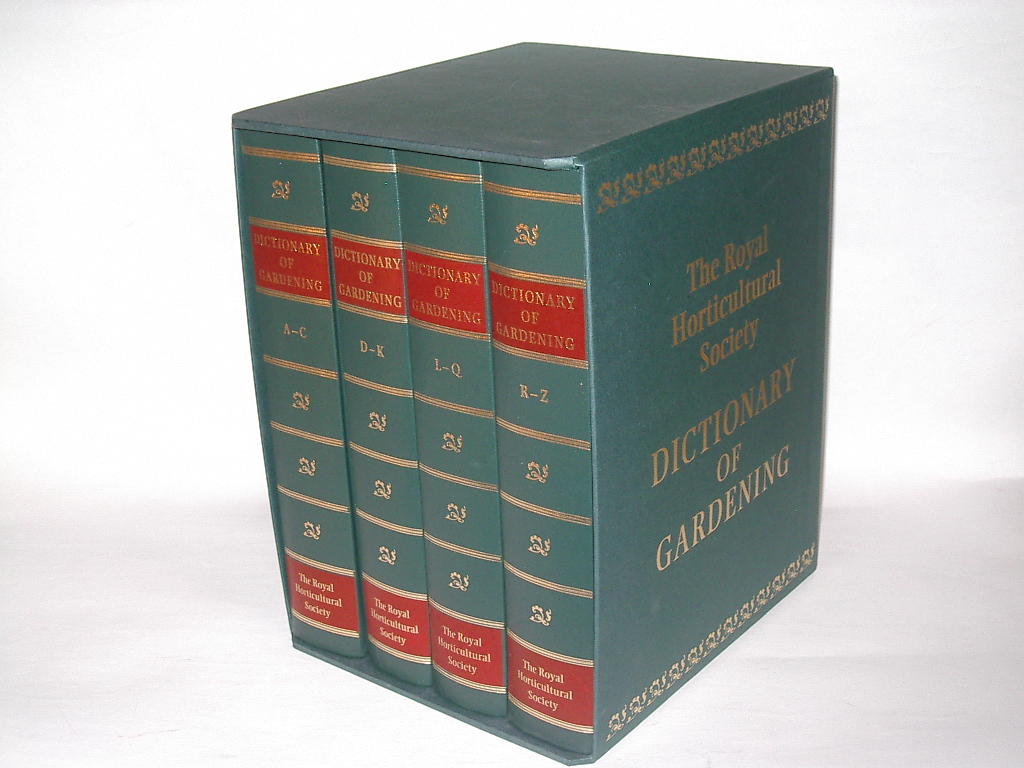 DICTIONARY
OF
GARDENING
A–C
The Royal
Horticultural
Society
DICTIONARY
OF
GARDENING
D–K
The Royal
Horticultural
Society
DICTIONARY
OF
GARDENING
L–Q
The Royal
Horticultural
Society
DICTIONARY
OF
GARDENING
R–Z
The Royal
Horticultural
Society
The Royal
Horticultural
Society
DICTIONARY
OF
GARDENING